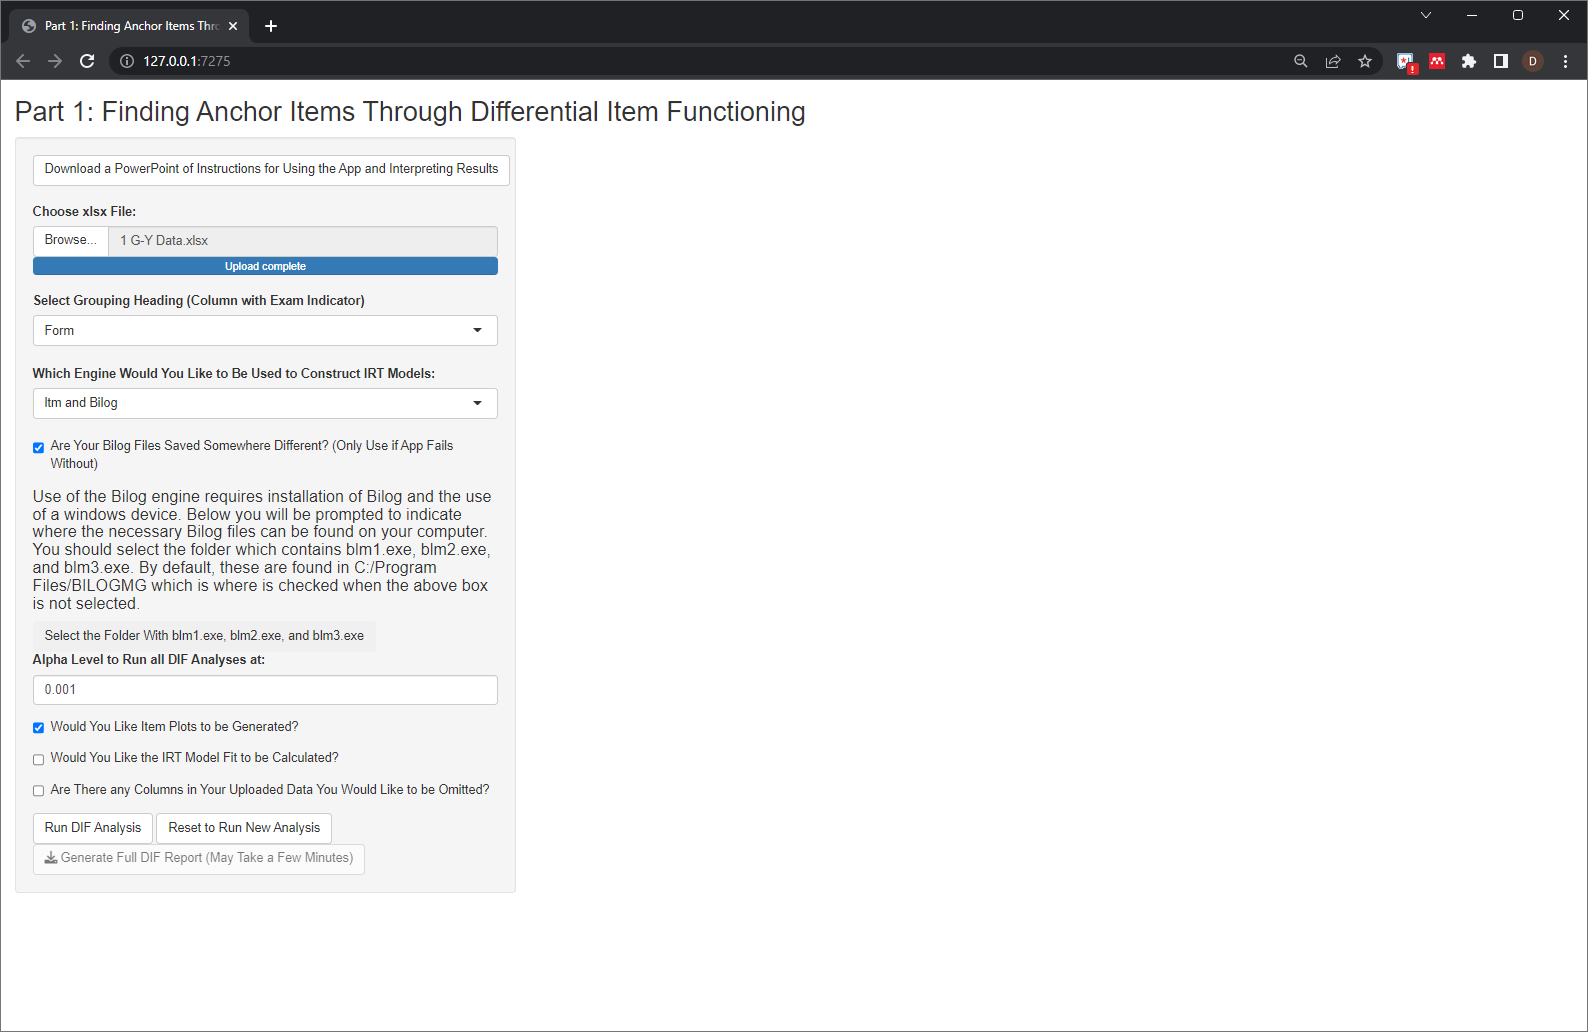 Part 1: Finding Anchor Items Thr
127.0.0.1:7275
D
Part 1: Finding Anchor Items Through Differential Item Functioning
Download a PowerPoint of Instructions for Using the App and Interpreting Results
Choose xlsx File:
Browse... 1 G-Y Data.xlsx
Upload complete
Select Grouping Heading (Column with Exam Indicator)
Form
Which Engine Would You Like to Be Used to Construct IRT Models:
ltm and Bilog
Are Your Bilog Files Saved Somewhere Different? (Only Use if App Fails
Without)
Use of the Bilog engine requires installation of Bilog and the use
of a windows device. Below you will be prompted to indicate
where the necessary Bilog files can be found on your computer.
You should select the folder which contains blm1.exe, blm2.exe,
and blm3.exe. By default, these are found in C:/Program
Files/BILOGMG which is where is checked when the above box
is not selected.
Select the Folder With blm1.exe, blm2.exe, and blm3.exe
Alpha Level to Run all DIF Analyses at:
0.001
Would You Like Item Plots to be Generated?
Would You Like the IRT Model Fit to be Calculated?
Are There any Columns in Your Uploaded Data You Would Like to be Omitted?
Run DIF Analysis Reset to Run New Analysis
Generate Full DIF Report (May Take a Few Minutes)